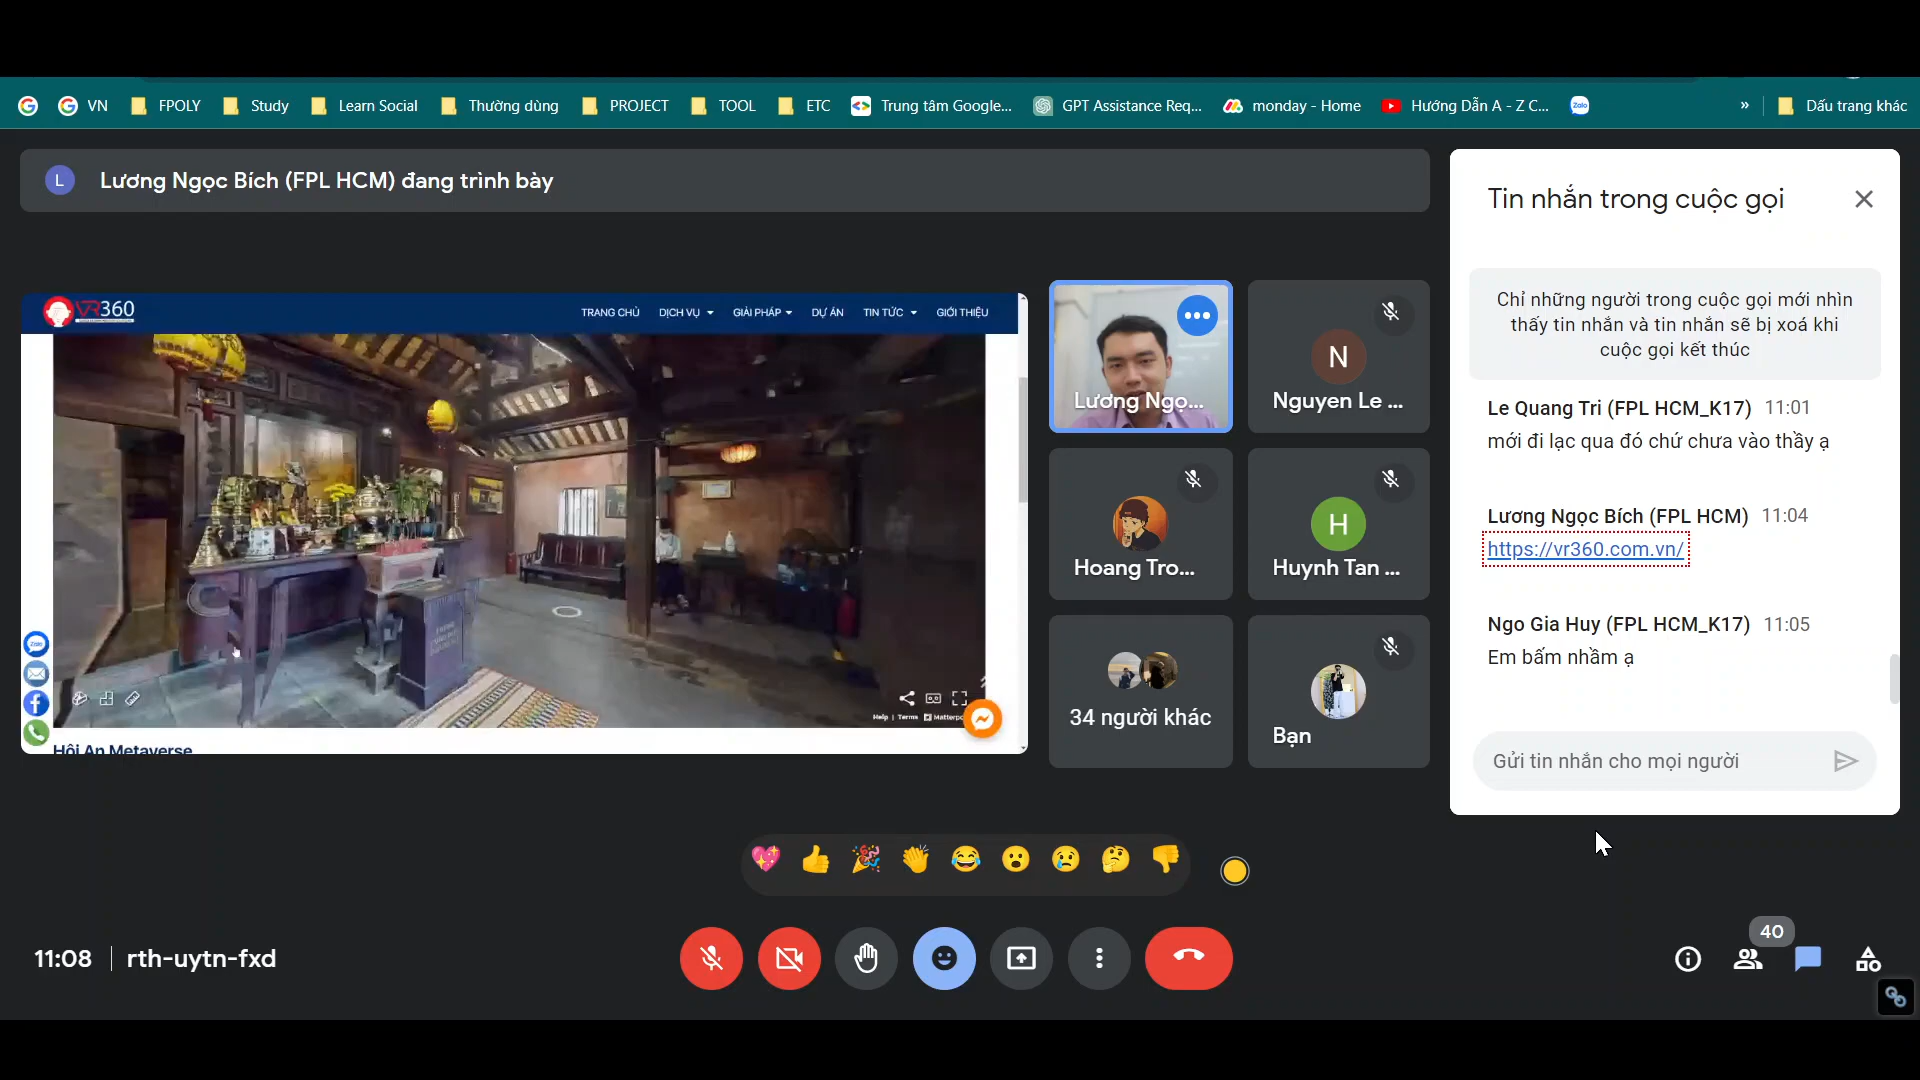 VN
FPOLY
Study
Learn Social
Thường dùng
PROJECT
TOOL
ETC
Trung tâm Google...
GPT Assistance Req...
monday - Home
Hướng Dẫn A - Z C...
Zalo
»
Dấu trang khác
L
Lương Ngọc Bích (FPL HCM) đang trình bày
VR360
TRANG CHỦ
DỊCH VỤ
GIẢI PHÁP
DỰ ÁN
TIN TỨC
GIỚI THIỆU
Zalo
Help | Terms
Hội An Metaverse
Lương Ngọ...
N
Nguyen Le ...
Hoang Tro...
H
Huynh Tan ...
34 người khác
Bạn
Tin nhắn trong cuộc gọi
Chỉ những người trong cuộc gọi mới nhìn
thấy tin nhắn và tin nhắn sẽ bị xoá khi
cuộc gọi kết thúc
Le Quang Tri (FPL HCM_K17) 11:01
mới đi lạc qua đó chứ chưa vào thầy ạ
Lương Ngọc Bích (FPL HCM) 11:04
https://vr360.com.vn/
Ngo Gia Huy (FPL HCM_K17) 11:05
Em bấm nhầm ạ
Gửi tin nhắn cho mọi người
11:08 | rth-uytn-fxd
40